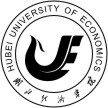 HUBEI UNIVERSITY OF ECONOMICS
湖北经济学院